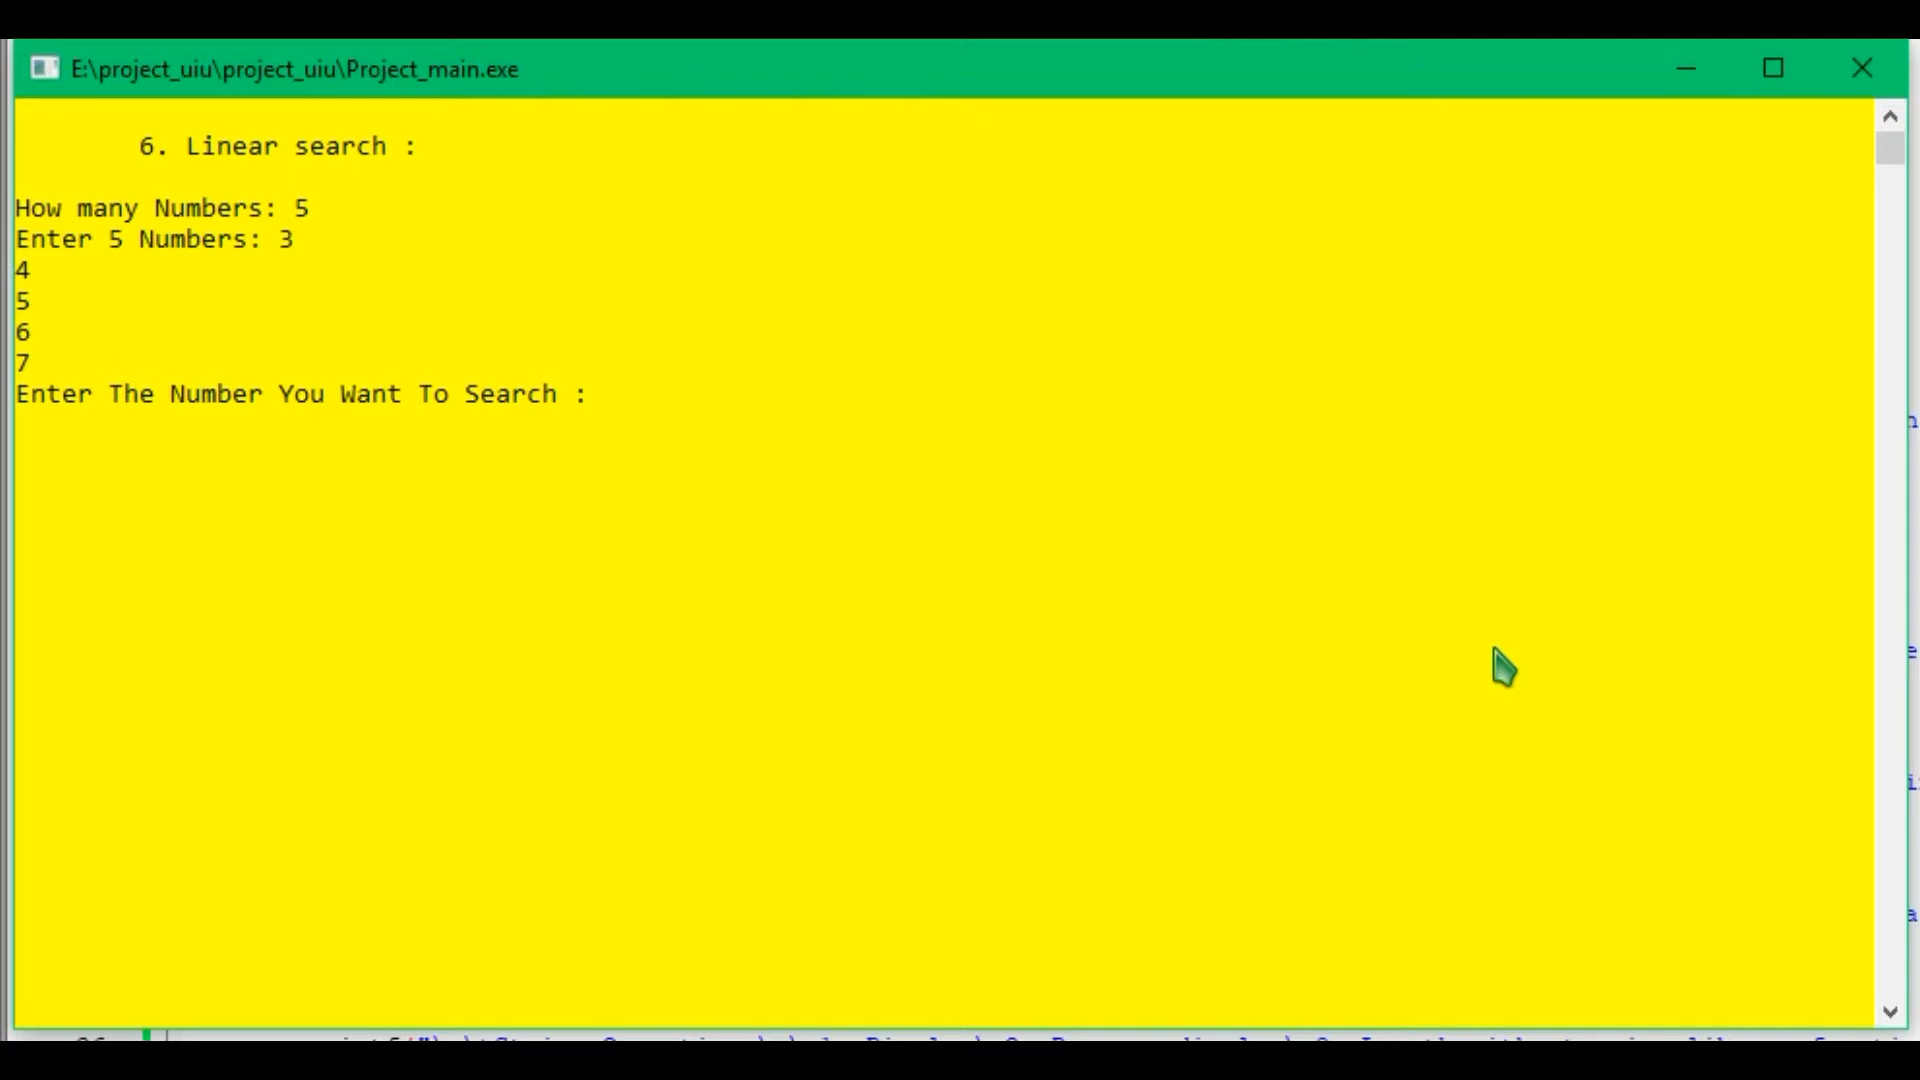 E:\project_uiu\project_uiu\Project_main.exe
6. Linear search :
How many Numbers: 5
Enter 5 Numbers: 3
4
5
6
7
Enter The Number You Want To Search :